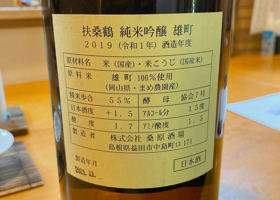 扶桑鶴 純米吟醸 雄町
2019(令和1年)酒造年度
原材料名 米(国産)・米こうじ(国産米)
原料米 雄町 100%使用
(岡山県・まめ農園産)
精米歩合 55% 酵母 協会7号
日本酒度 +1.5 アルコール分 15度
酸度 1.7 アミノ酸度 1.5
製造者 株式会社 桑原酒場
島根県益田市中島町ロ171
製造年月
日本酒